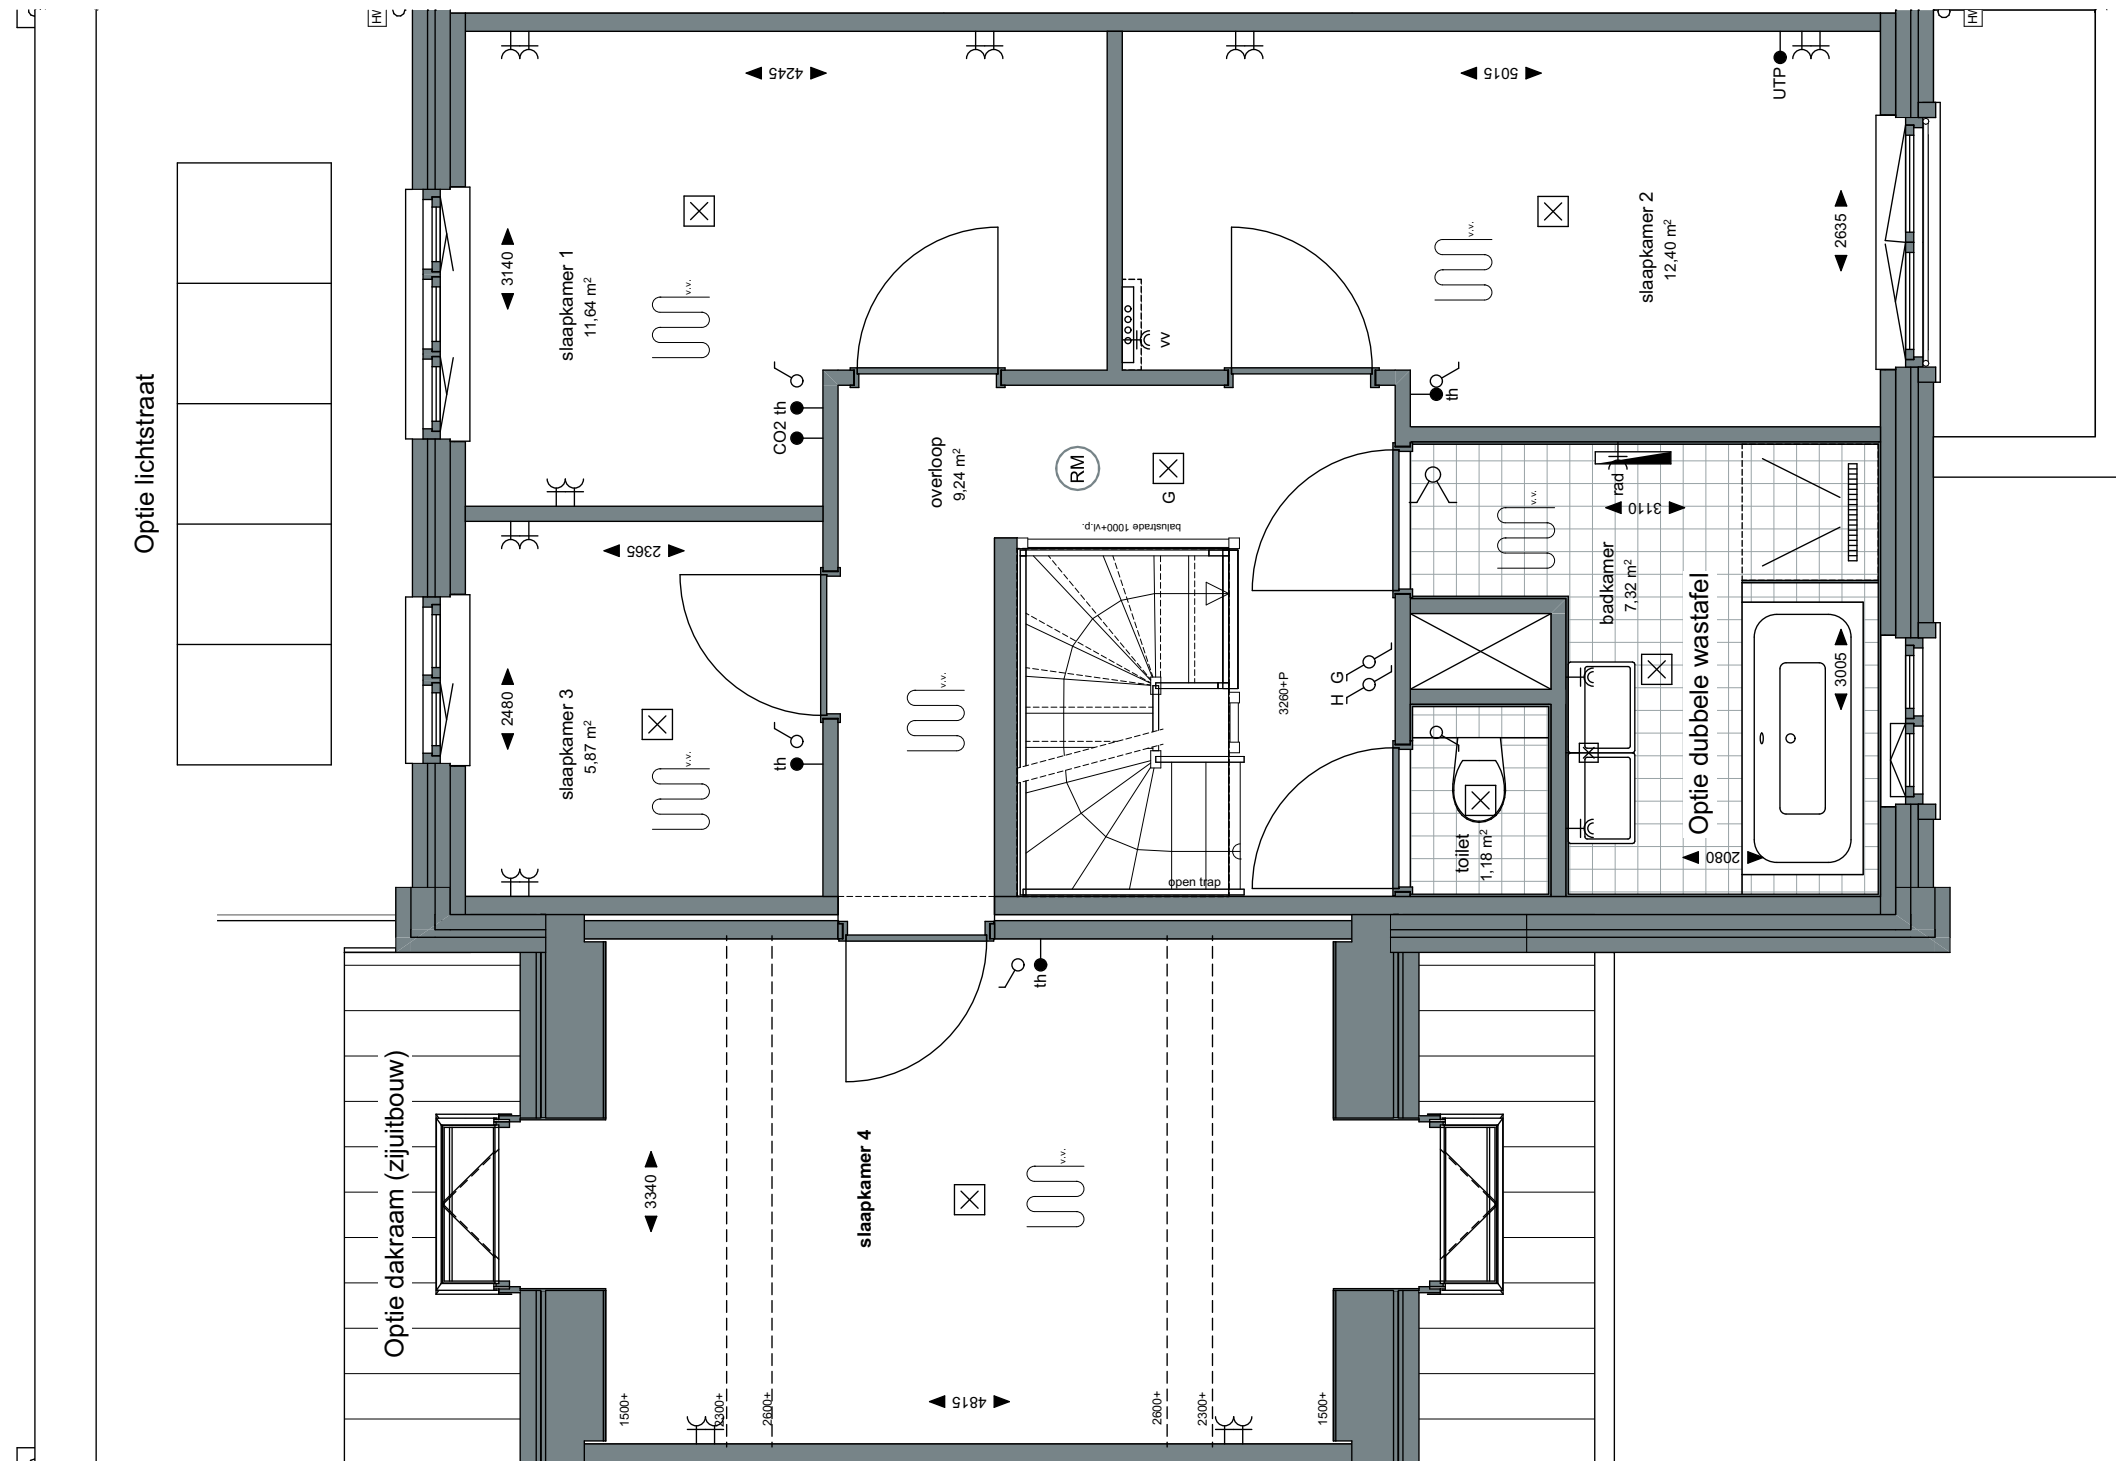 Optie lichtstraat
slaapkamer 1
11,64 m²
3140
4245
v.v.
CO2
th
slaapkamer 2
12,40 m²
2635
5015
v.v.
UTP
vv
th
slaapkamer 3
5,87 m²
2480
2365
v.v.
th
overloop
9,24 m²
RM
G
balustrade 1000+vl.p.
v.v.
open trap
3260+P
H G
badkamer
7,32 m²
rad
3110
v.v.
Optie dubbele wastafel
3005
2080
toilet
1,18 m²
slaapkamer 4
3340
4815
v.v.
th
1500+
2300+
2600+
2600+
2300+
1500+
Optie dakraam (zijuitbouw)